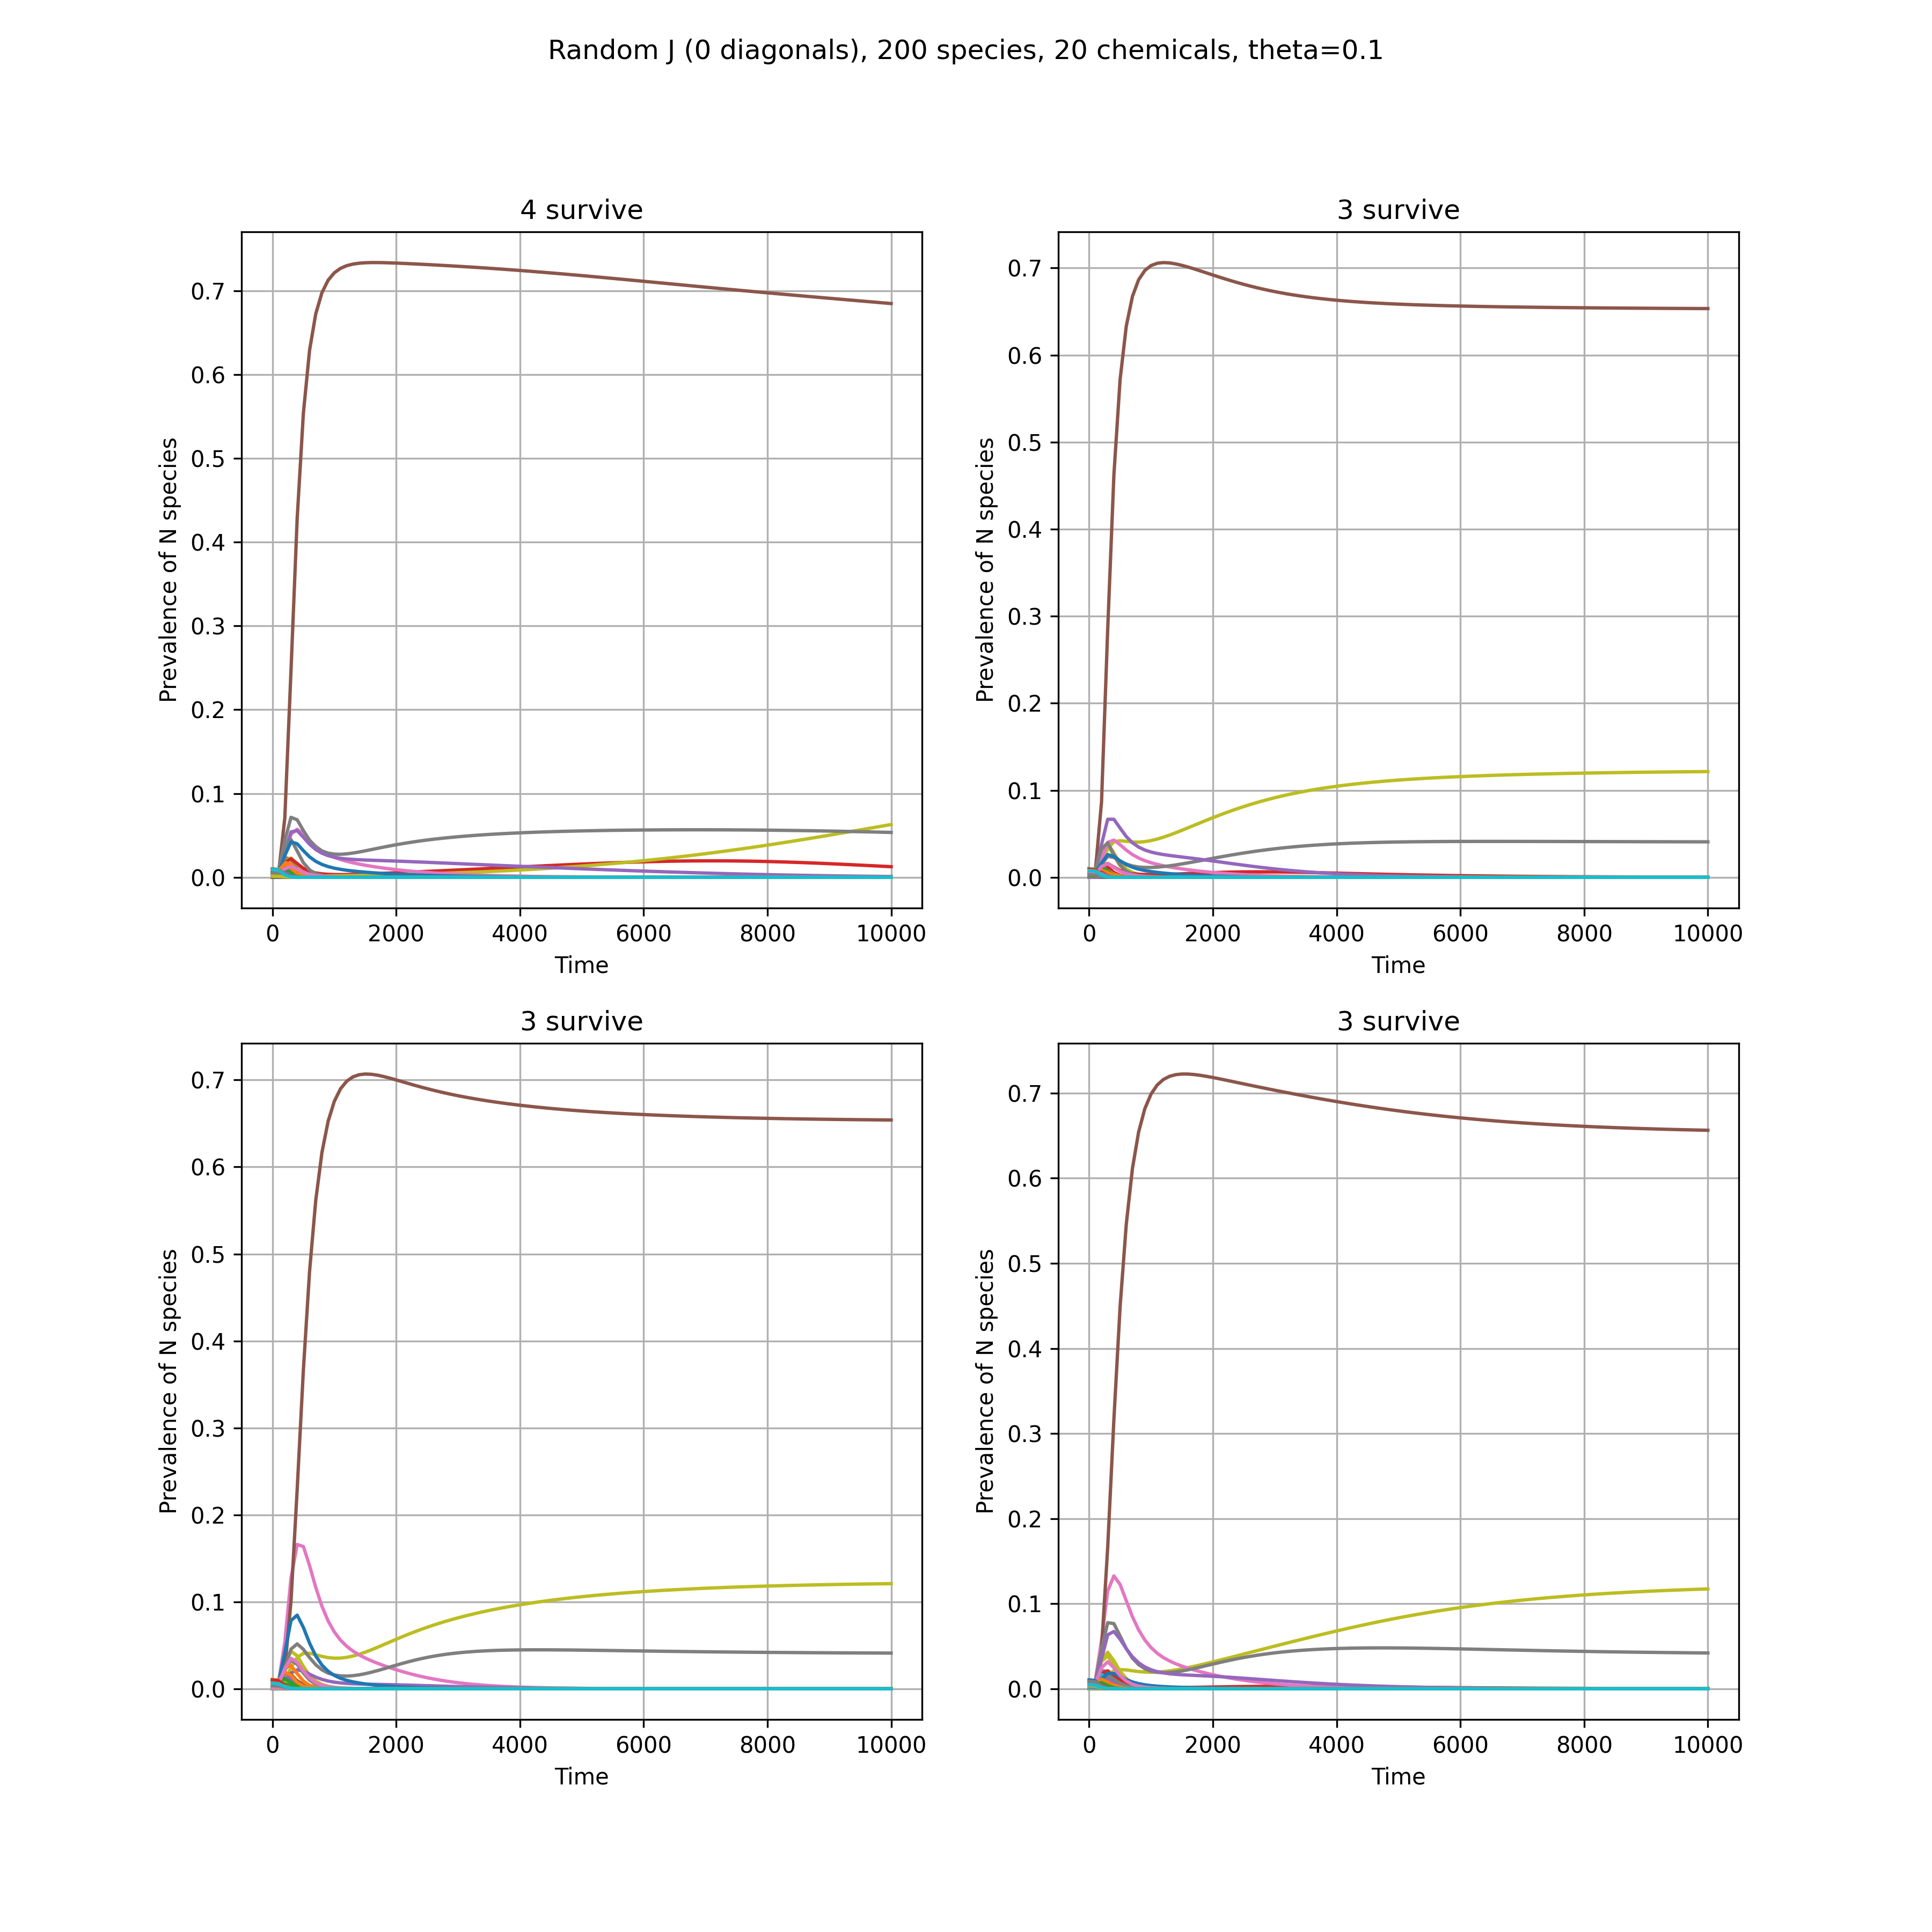 Random J (0 diagonals), 200 species, 20 chemicals, theta=0.1
4 survive
0.7
0.6
0.5
0.4
0.3
0.2
0.1
0.0
Prevalence of N species
0 2000 4000 6000 8000 10000
Time
3 survive
0.7
0.6
0.5
0.4
0.3
0.2
0.1
0.0
Prevalence of N species
0 2000 4000 6000 8000 10000
Time
3 survive
0.7
0.6
0.5
0.4
0.3
0.2
0.1
0.0
Prevalence of N species
0 2000 4000 6000 8000 10000
Time
3 survive
0.7
0.6
0.5
0.4
0.3
0.2
0.1
0.0
Prevalence of N species
0 2000 4000 6000 8000 10000
Time